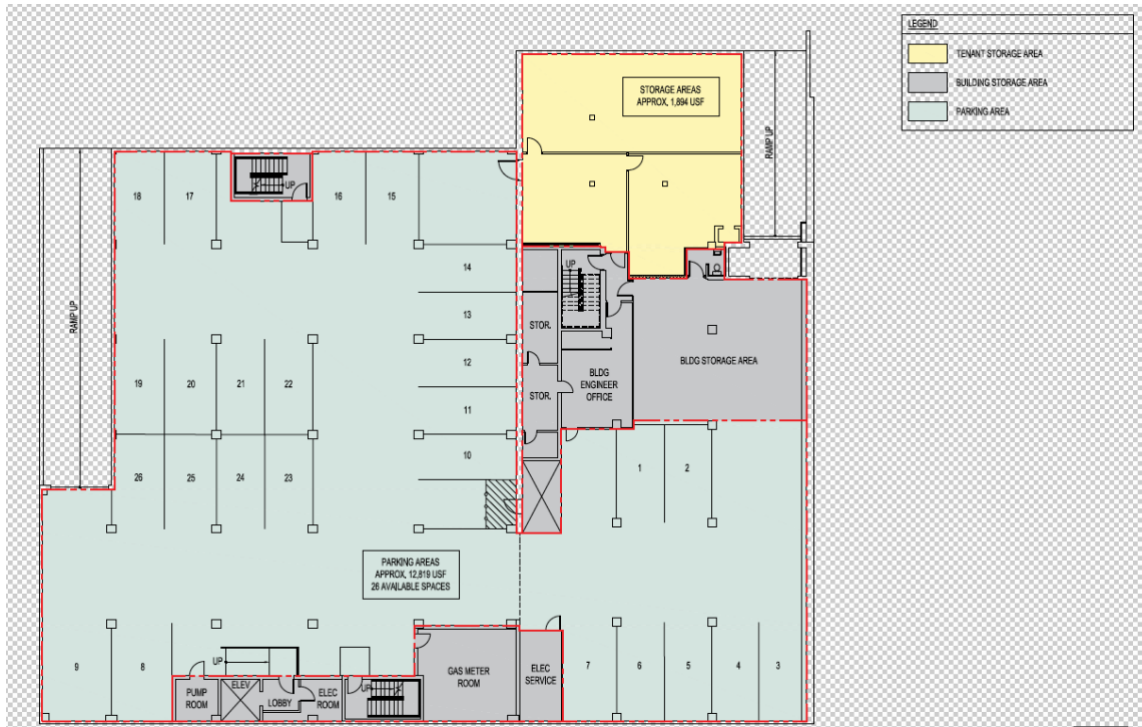 LEGEND
TENANT STORAGE AREA
BUILDING STORAGE AREA
PARKING AREA
STORAGE AREAS
APPROX. 1,894 USF
RAMP UP
18
17
UP
16
15
14
RAMP UP
13
STOR.
UP
12
BLDG STORAGE AREA
19
20
21
22
BLDG
ENGINEER
OFFICE
STOR.
11
10
1
2
26
25
24
23
PARKING AREAS
APPROX. 12,819 USF
26 AVAILABLE SPACES
9
8
UP
GAS METER
ROOM
ELEC
SERVICE
7
6
5
4
3
PUMP
ROOM
ELEV
LOBBY
ELEC
ROOM
UP